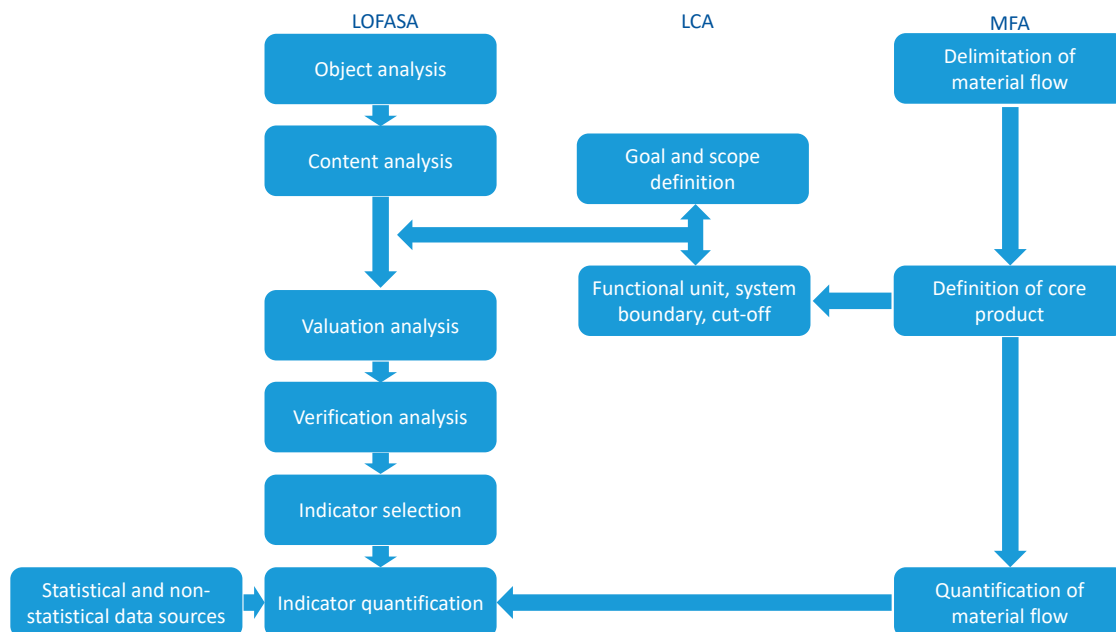 LOFASA
LCA
MFA
Object analysis
Delimitation of
material flow
Content analysis
Goal and scope
definition
Functional unit, system
boundary, cut-off
Definition of core
product
Valuation analysis
Verification analysis
Indicator selection
Statistical and non-
statistical data sources
Indicator quantification
Quantification of
material flow